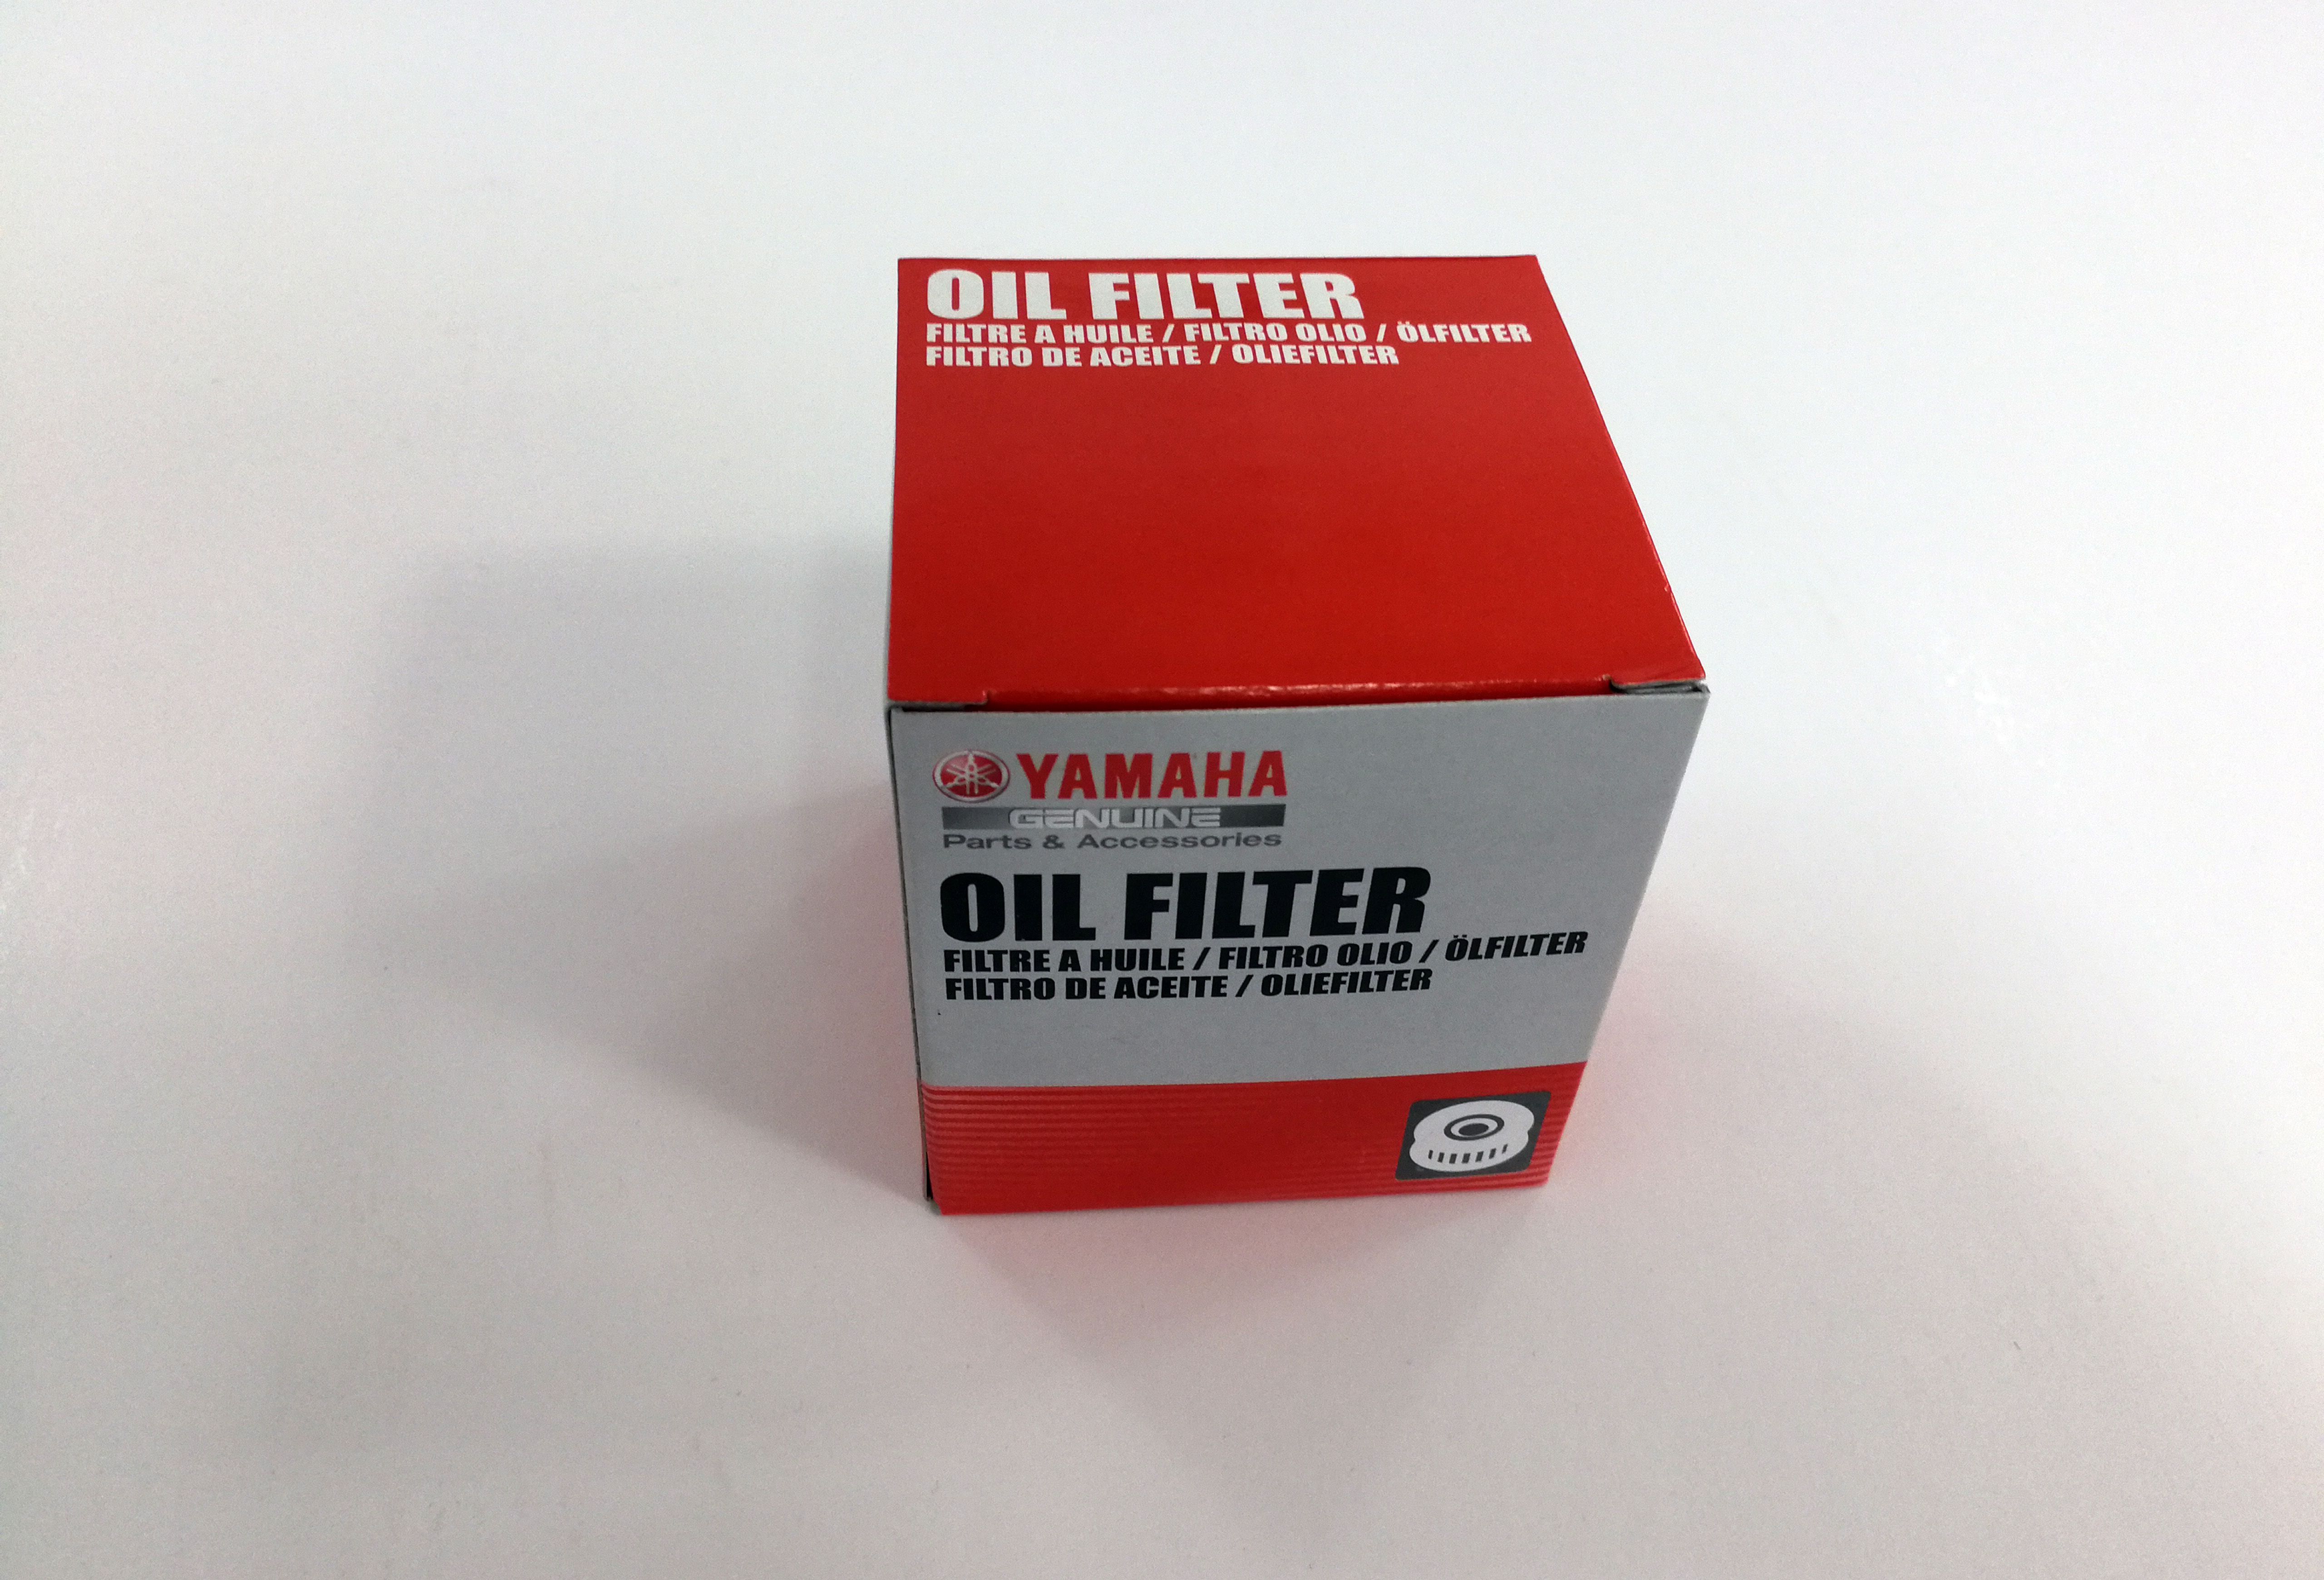 OIL FILTER
FILTRE A HUILE / FILTRO OLIO / ÖLFILTER
FILTRO DE ACEITE / OLIEFILTER
YAMAHA
GENUINE
Parts & Accessories
OIL FILTER
FILTRE A HUILE / FILTRO OLIO / ÖLFILTER
FILTRO DE ACEITE / OLIEFILTER